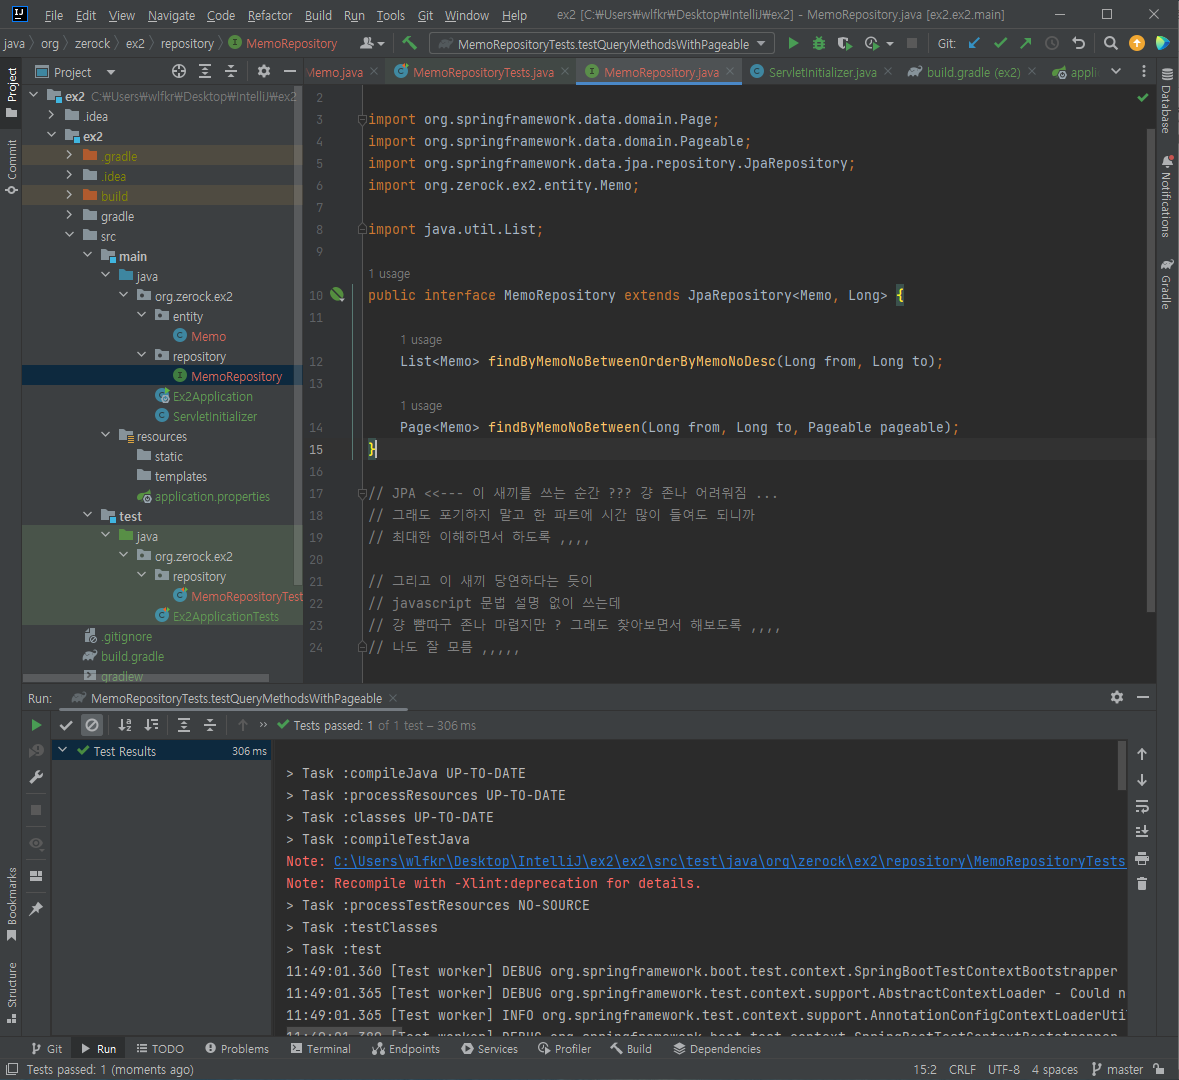 File Edit View Navigate Code Refactor Build Run Tools Git Window Help ex2 [C:₩Users₩wlfkr₩Desktop₩IntelliJ₩ex2] - MemoRepository.java [ex2.ex2.main]
java org zerock ex2 repository MemoRepository MemoRepositoryTests.testQueryMethodsWithPageable Git:
Project Memo.java MemoRepositoryTests.java MemoRepository.java ServletInitializer.java build.gradle (ex2) appli
Project
Commit
Bookmarks
Structure
Database
Notifications
Gradle
ex2 C:₩Users₩wlfkr₩Desktop₩IntelliJ₩ex2
.idea
ex2
.gradle
.idea
build
gradle
src
main
java
org.zerock.ex2
entity
Memo
repository
MemoRepository
Ex2Application
ServletInitializer
resources
static
templates
application.properties
test
java
org.zerock.ex2
repository
MemoRepositoryTest
Ex2ApplicationTests
.gitignore
build.gradle
gradlew
2
3 import org.springframework.data.domain.Page;
4 import org.springframework.data.domain.Pageable;
5 import org.springframework.data.jpa.repository.JpaRepository;
6 import org.zerock.ex2.entity.Memo;
7
8 import java.util.List;
9
1 usage
10 public interface MemoRepository extends JpaRepository<Memo, Long> {
11
1 usage
12 List<Memo> findByMemoNoBetweenOrderByMemoNoDesc(Long from, Long to);
13
1 usage
14 Page<Memo> findByMemoNoBetween(Long from, Long to, Pageable pageable);
15 }
16
17 // JPA <<--- 이 새끼를 쓰는 순간 ??? 걍 존나 어려워짐 ...
18 // 그래도 포기하지 말고 한 파트에 시간 많이 들여도 되니까
19 // 최대한 이해하면서 하도록 ,,,,
20
21 // 그리고 이 새끼 당연하다는 듯이
22 // javascript 문법 설명 없이 쓰는데
23 // 걍 뺨따구 존나 마렵지만 ? 그래도 찾아보면서 해보도록 ,,,,
24 // 나도 잘 모름 ,,,,,
Run: MemoRepositoryTests.testQueryMethodsWithPageable
Tests passed: 1 of 1 test – 306 ms
Test Results 306 ms
> Task :compileJava UP-TO-DATE
> Task :processResources UP-TO-DATE
> Task :classes UP-TO-DATE
> Task :compileTestJava
Note: C:\Users\wlfkr\Desktop\IntelliJ\ex2\ex2\src\test\java\org\zerock\ex2\repository\MemoRepositoryTests
Note: Recompile with -Xlint:deprecation for details.
> Task :processTestResources NO-SOURCE
> Task :testClasses
> Task :test
11:49:01.360 [Test worker] DEBUG org.springframework.boot.test.context.SpringBootTestContextBootstrapper
11:49:01.365 [Test worker] DEBUG org.springframework.test.context.support.AbstractContextLoader - Could n
11:49:01.365 [Test worker] INFO org.springframework.test.context.support.AnnotationConfigContextLoaderUti
Git Run TODO Problems Terminal Endpoints Services Profiler Build Dependencies
Tests passed: 1 (moments ago) 15:2 CRLF UTF-8 4 spaces master